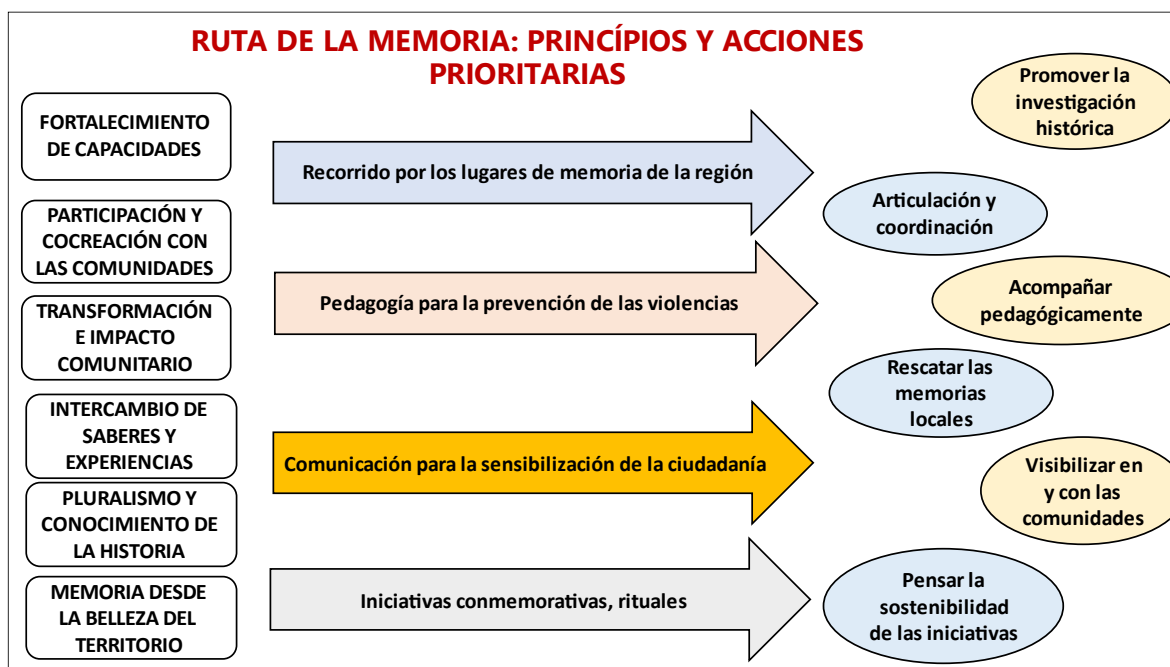 RUTA DE LA MEMORIA: PRINCÍPIOS Y ACCIONES
PRIORITARIAS
FORTALECIMIENTO
DE CAPACIDADES
PARTICIPACIÓN Y
COCREACIÓN CON
LAS COMUNIDADES
TRANSFORMACIÓN
E IMPACTO
COMUNITARIO
INTERCAMBIO DE
SABERES Y
EXPERIENCIAS
PLURALISMO Y
CONOCIMIENTO DE
LA HISTORIA
MEMORIA DESDE
LA BELLEZA DEL
TERRITORIO
Recorrido por los lugares de memoria de la región
Pedagogía para la prevención de las violencias
Comunicación para la sensibilización de la ciudadanía
Iniciativas conmemorativas, rituales
Promover la
investigación
histórica
Articulación y
coordinación
Acompañar
pedagógicamente
Rescatar las
memorias
locales
Visibilizar en
y con las
comunidades
Pensar la
sostenibilidad
de las iniciativas